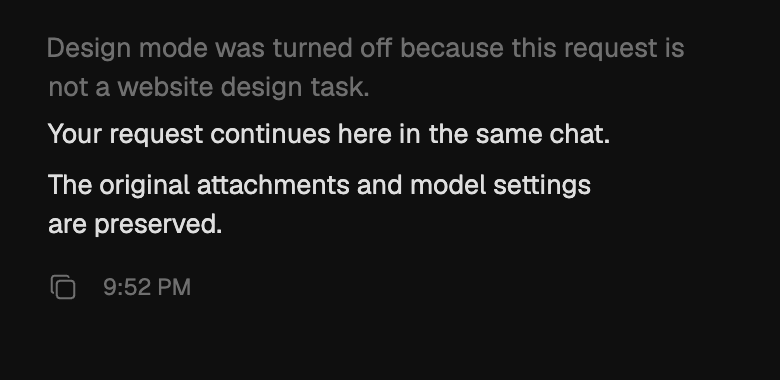 Design mode was turned off because this request is
not a website design task.
Your request continues here in the same chat.
The original attachments and model settings
are preserved.
9:52 PM